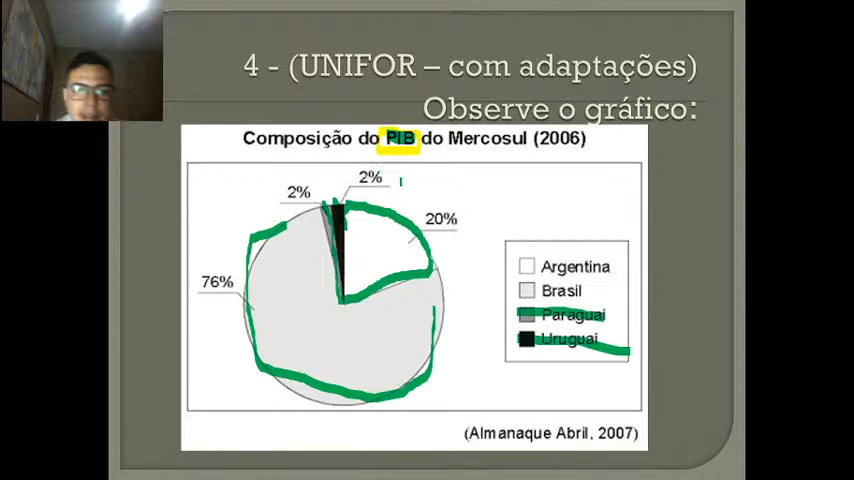 4 - (UNIFOR – com adaptações)
Observe o gráfico:
Composição do PIB do Mercosul (2006)
2%
2%
20%
76%
Argentina
Brasil
Paraguai
Uruguai
(Almanaque Abril, 2007)